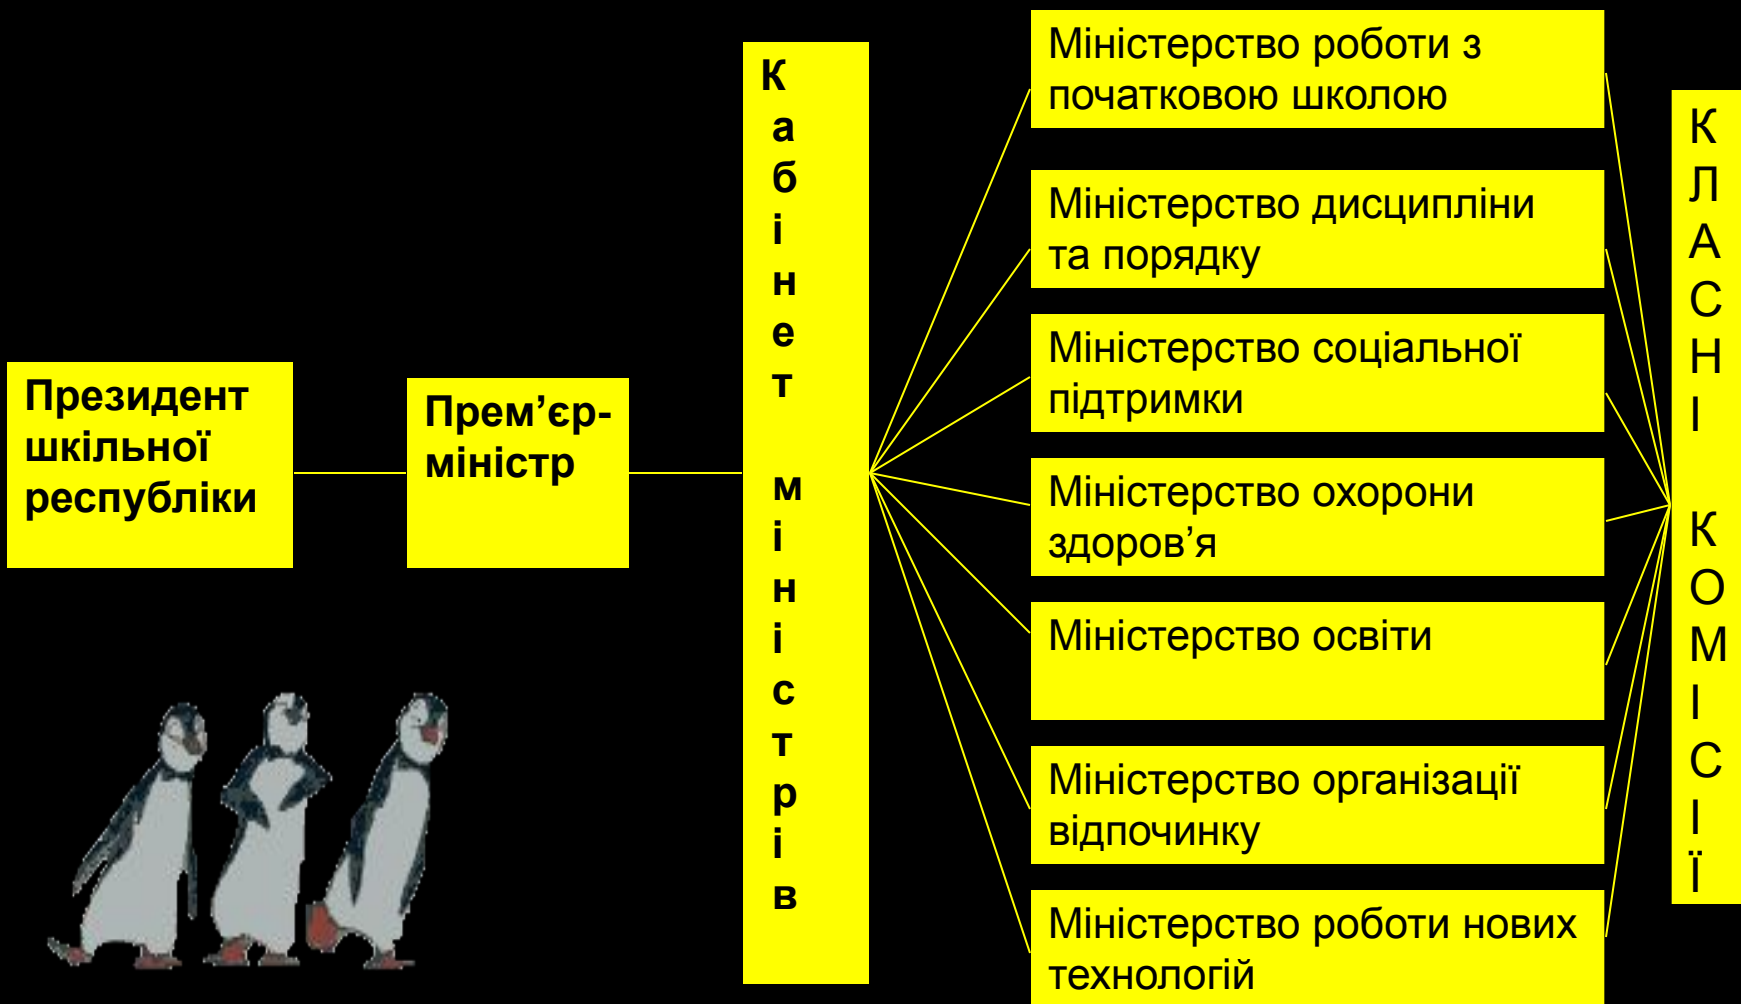 Президент
шкільної
республіки
Прем’єр-
міністр
Кабінет міністрів
Міністерство роботи з
початковою школою
Міністерство дисципліни
та порядку
Міністерство соціальної
підтримки
Міністерство охорони
здоров’я
Міністерство освіти
Міністерство організації
відпочинку
Міністерство роботи нових
технологій
КЛАСНІ КОМІСІЇ